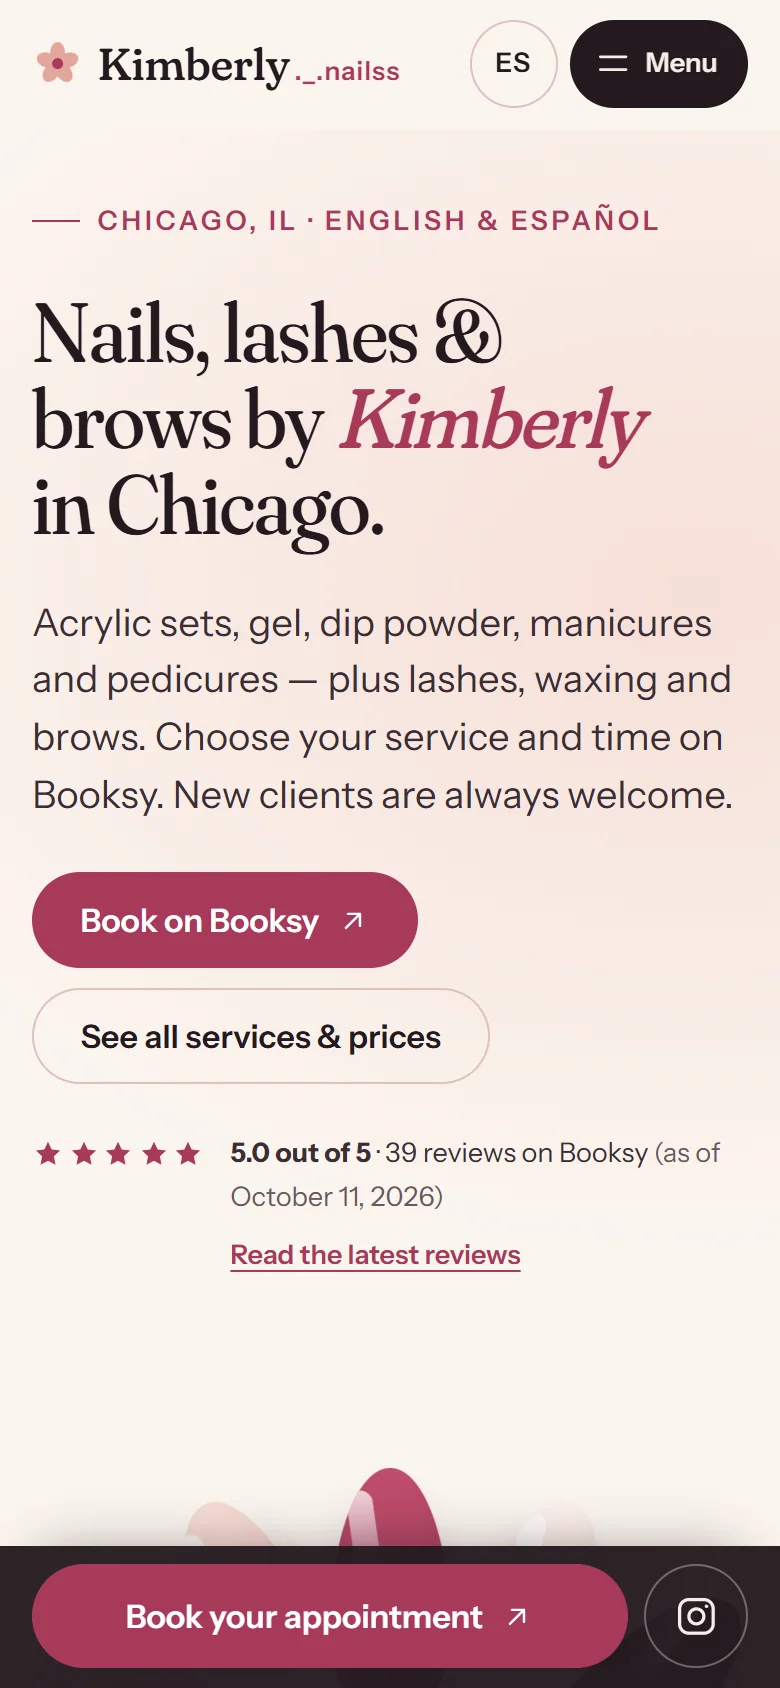 Kimberly._.nailss
ES
Menu
CHICAGO, IL · ENGLISH & ESPAÑOL
Nails, lashes &
brows by Kimberly
in Chicago.
Acrylic sets, gel, dip powder, manicures
and pedicures — plus lashes, waxing and
brows. Choose your service and time on
Booksy. New clients are always welcome.
Book on Booksy
See all services & prices
5.0 out of 5 · 39 reviews on Booksy (as of
October 11, 2026)
Read the latest reviews
Book your appointment